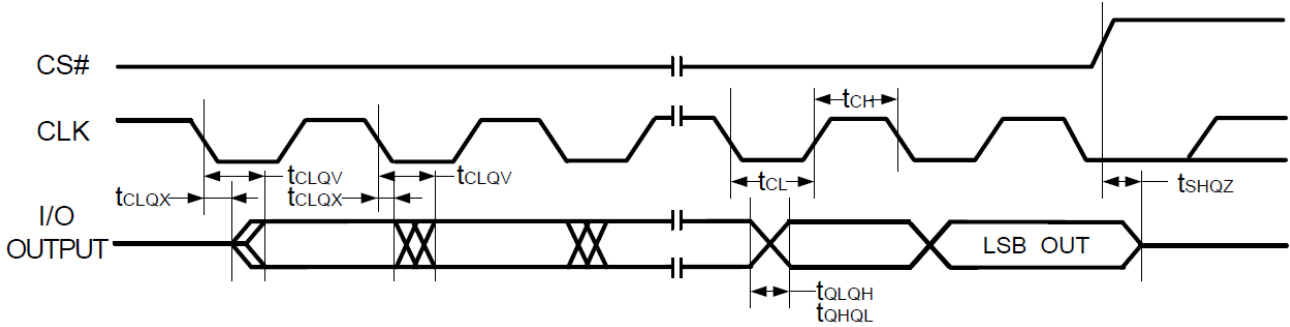 CS#
tCH
CLK
tCLQV
tCLQV
tCLQX
tCLQX
tCL
tSHQZ
I/O
OUTPUT
LSB OUT
tQLQH
tQHQL